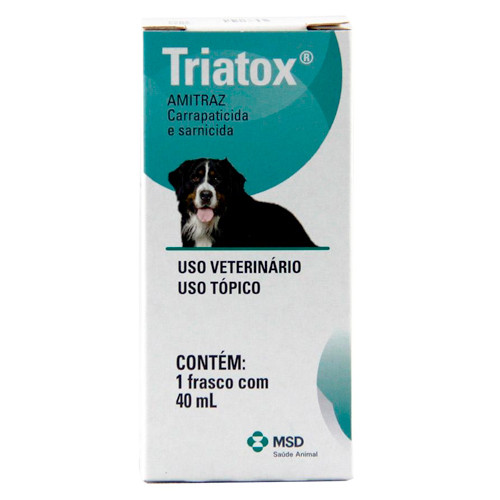 Triatox®
AMITRAZ
Carrapaticida
e sarnicida
USO VETERINÁRIO
USO TÓPICO
CONTÉM:
1 frasco com
40 mL
MSD
Saúde Animal